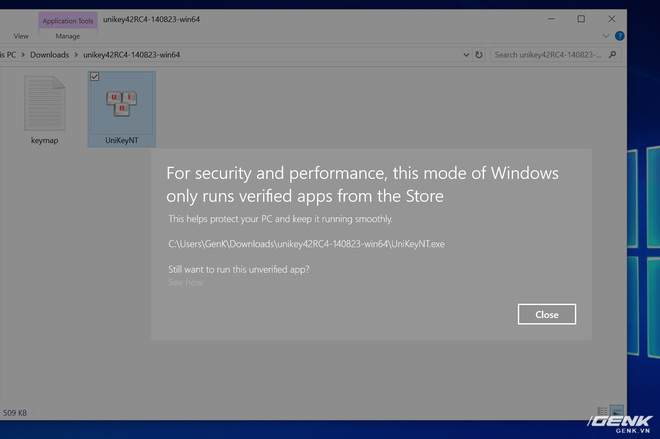 Application Tools
unikey42RC4-140823-win64
View
Manage
is PC > Downloads > unikey42RC4-140823-win64
Search unikey42RC4-140823-...
keymap
UniKeyNT
For security and performance, this mode of Windows
only runs verified apps from the Store
This helps protect your PC and keep it running smoothly.
C:\Users\GenK\Downloads\unikey42RC4-140823-win64\UniKeyNT.exe
Still want to run this unverified app?
See how
Close
509 KB
GENK
GENK.VN